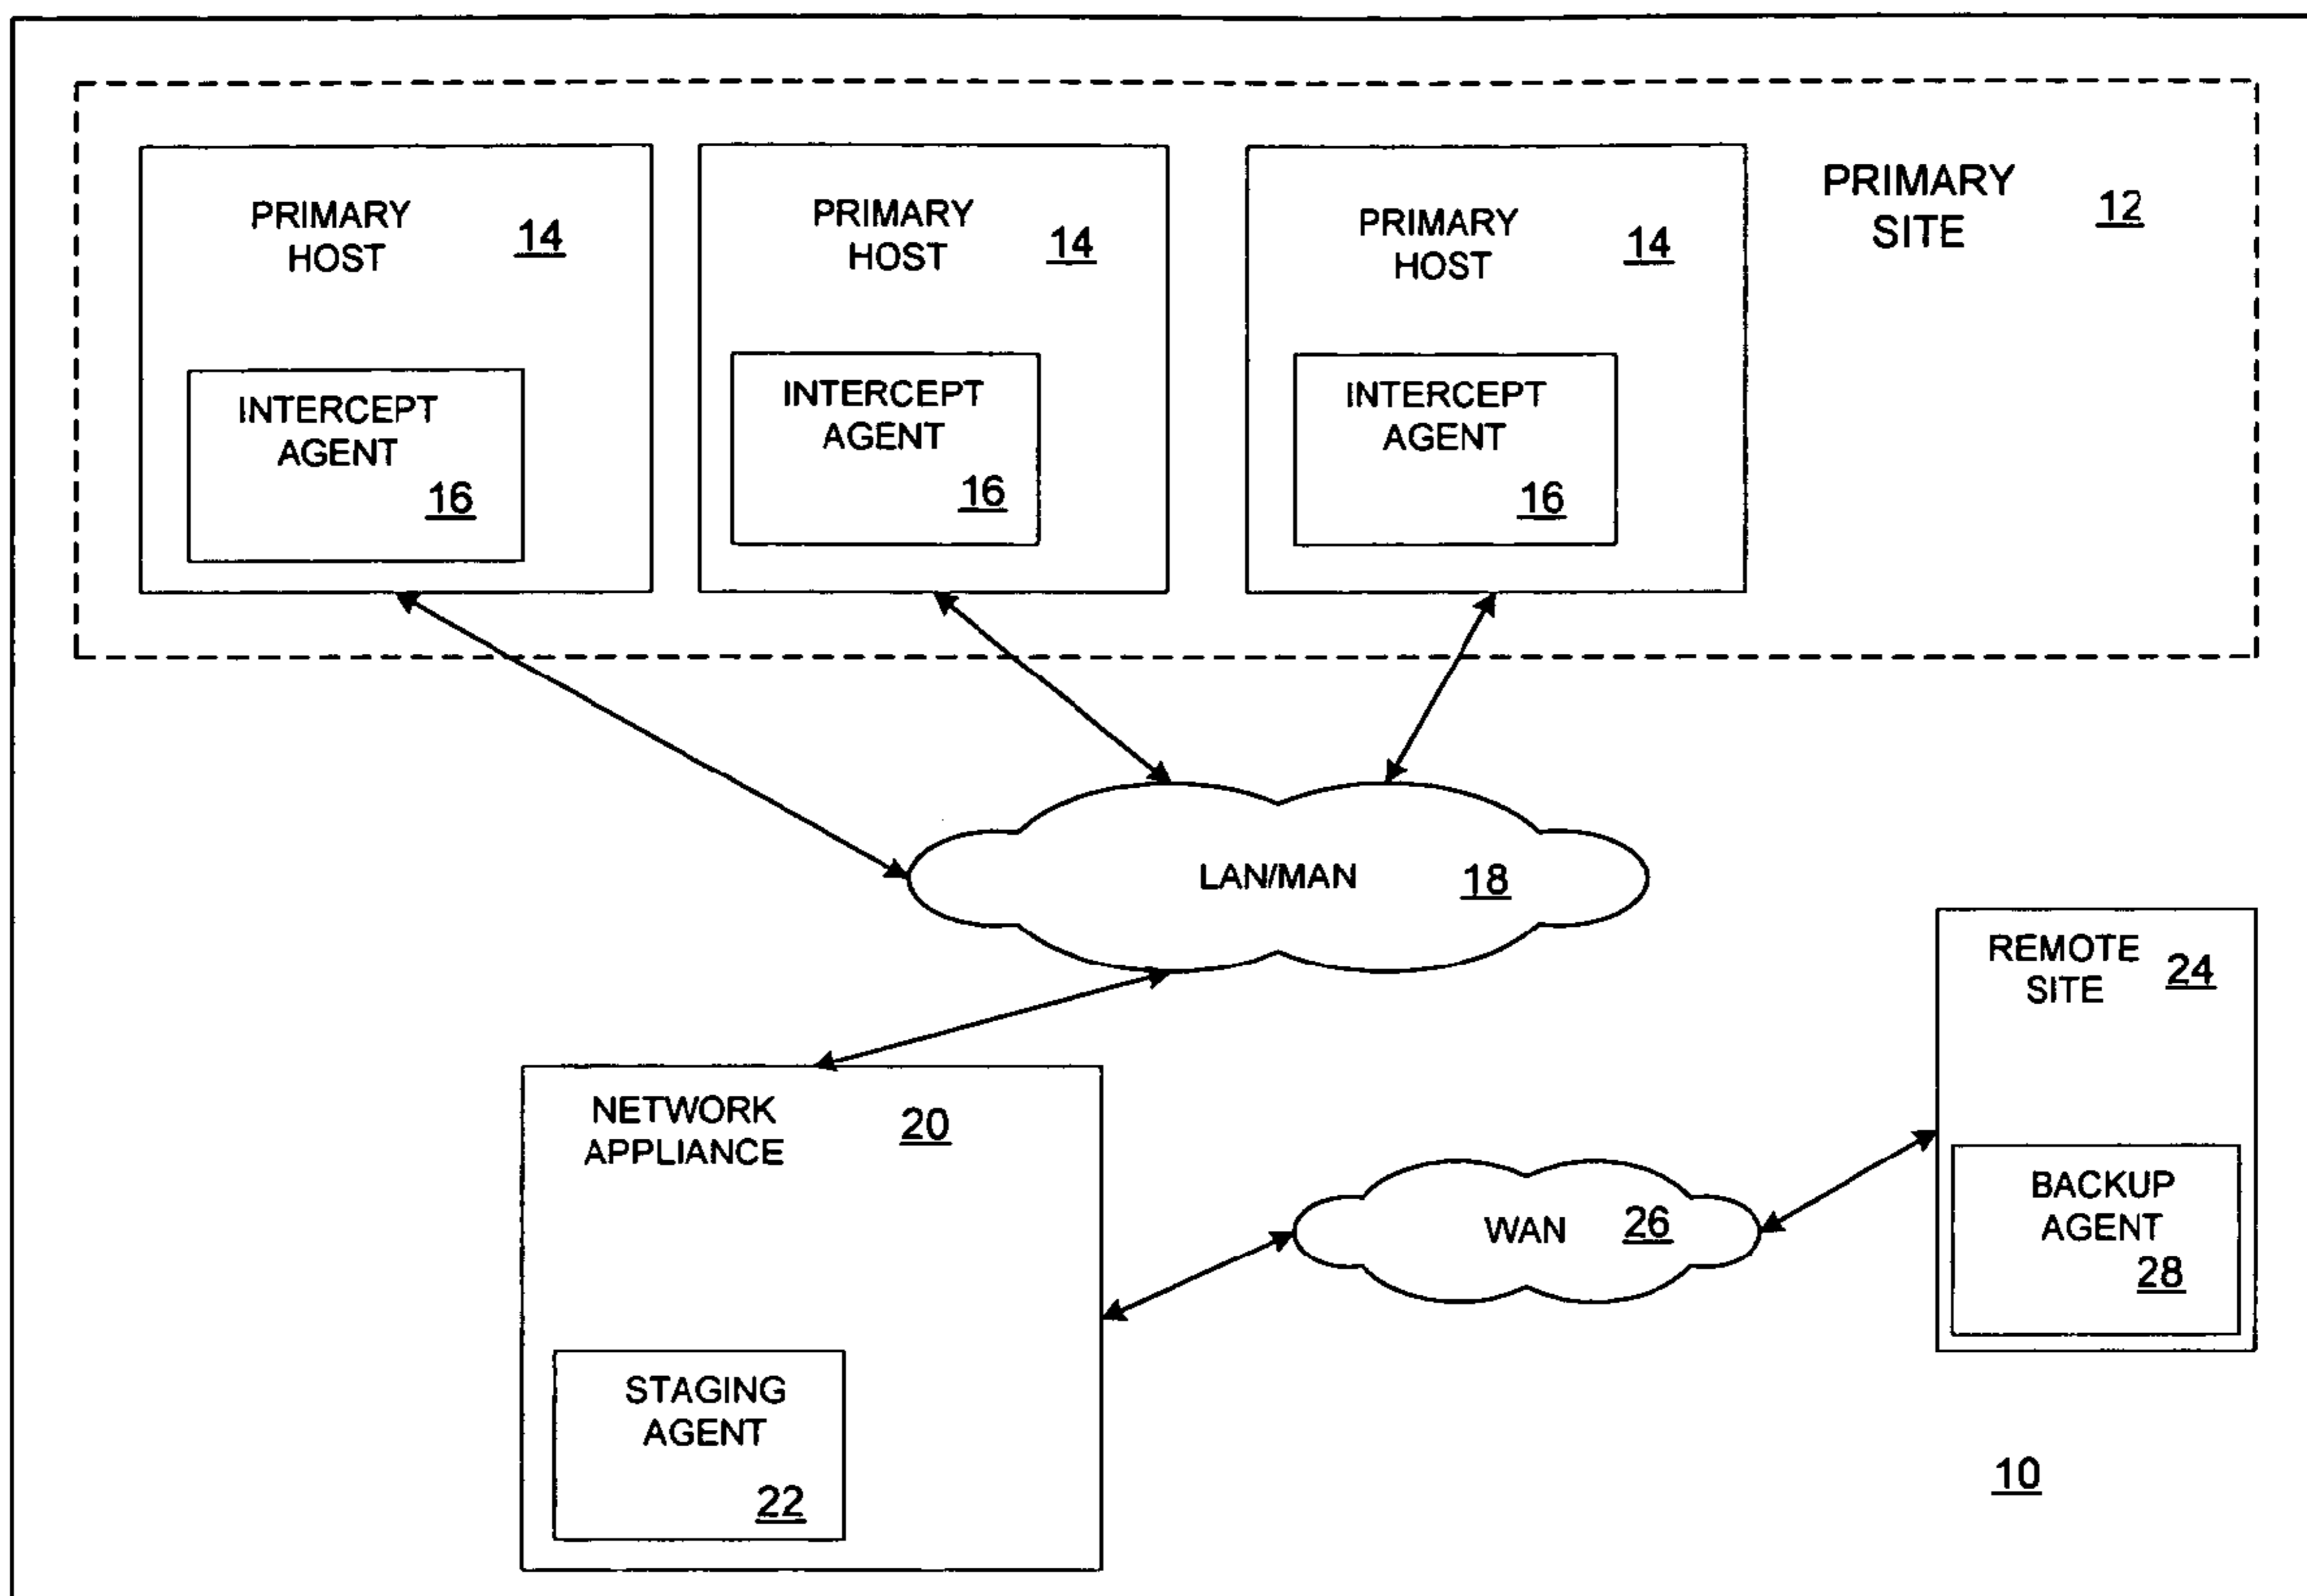 PRIMARY
HOST
14
INTERCEPT
AGENT
16
PRIMARY
HOST
14
INTERCEPT
AGENT
16
PRIMARY
HOST
14
INTERCEPT
AGENT
16
PRIMARY
SITE
12
LAN/MAN 18
REMOTE
SITE
24
BACKUP
AGENT
28
NETWORK
APPLIANCE
20
STAGING
AGENT
22
WAN 26
10